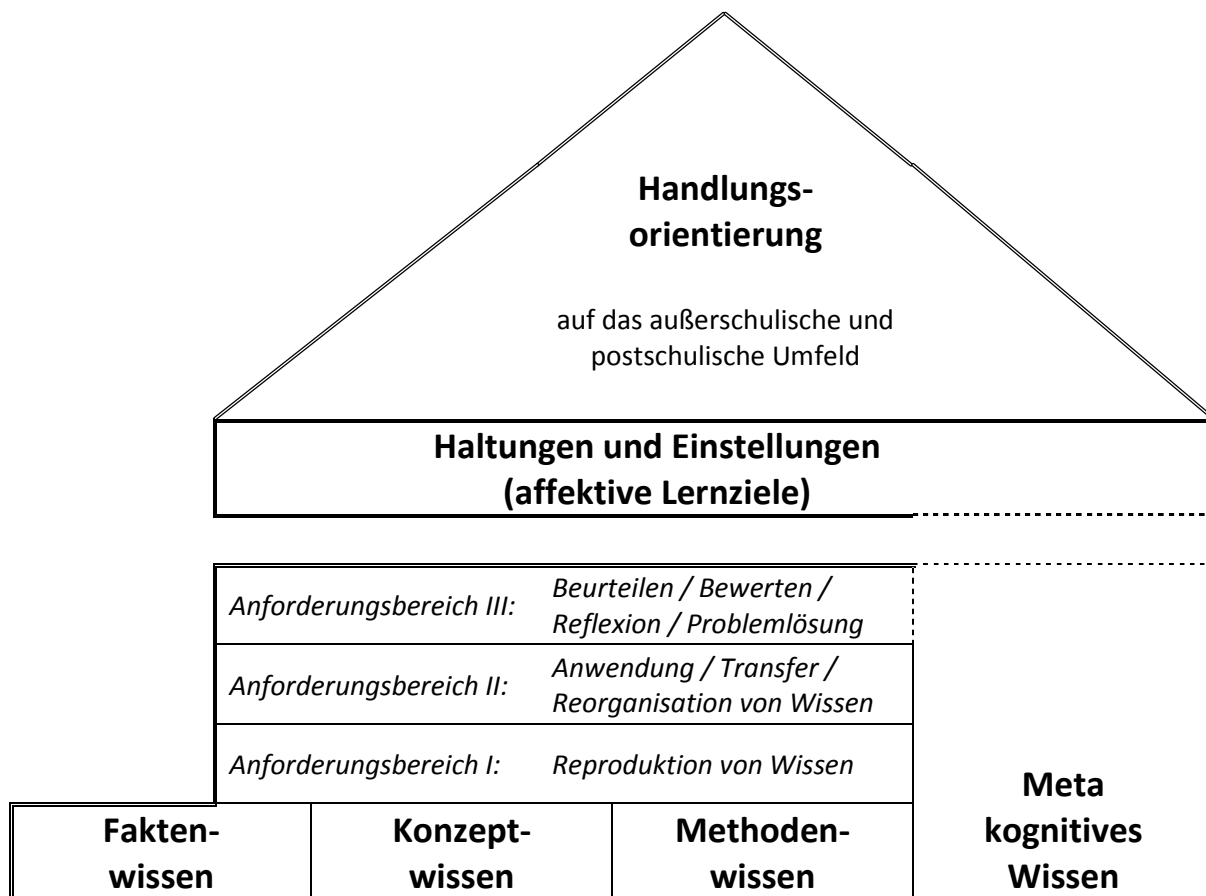 Handlungs-
orientierung
auf das außerschulische und
postschulische Umfeld
Haltungen und Einstellungen
(affektive Lernziele)
Anforderungsbereich III:
Beurteilen / Bewerten /
Reflexion / Problemlösung
Anforderungsbereich II:
Anwendung / Transfer /
Reorganisation von Wissen
Anforderungsbereich I:
Reproduktion von Wissen
Fakten-
wissen
Konzept-
wissen
Methoden-
wissen
Meta
kognitives
Wissen